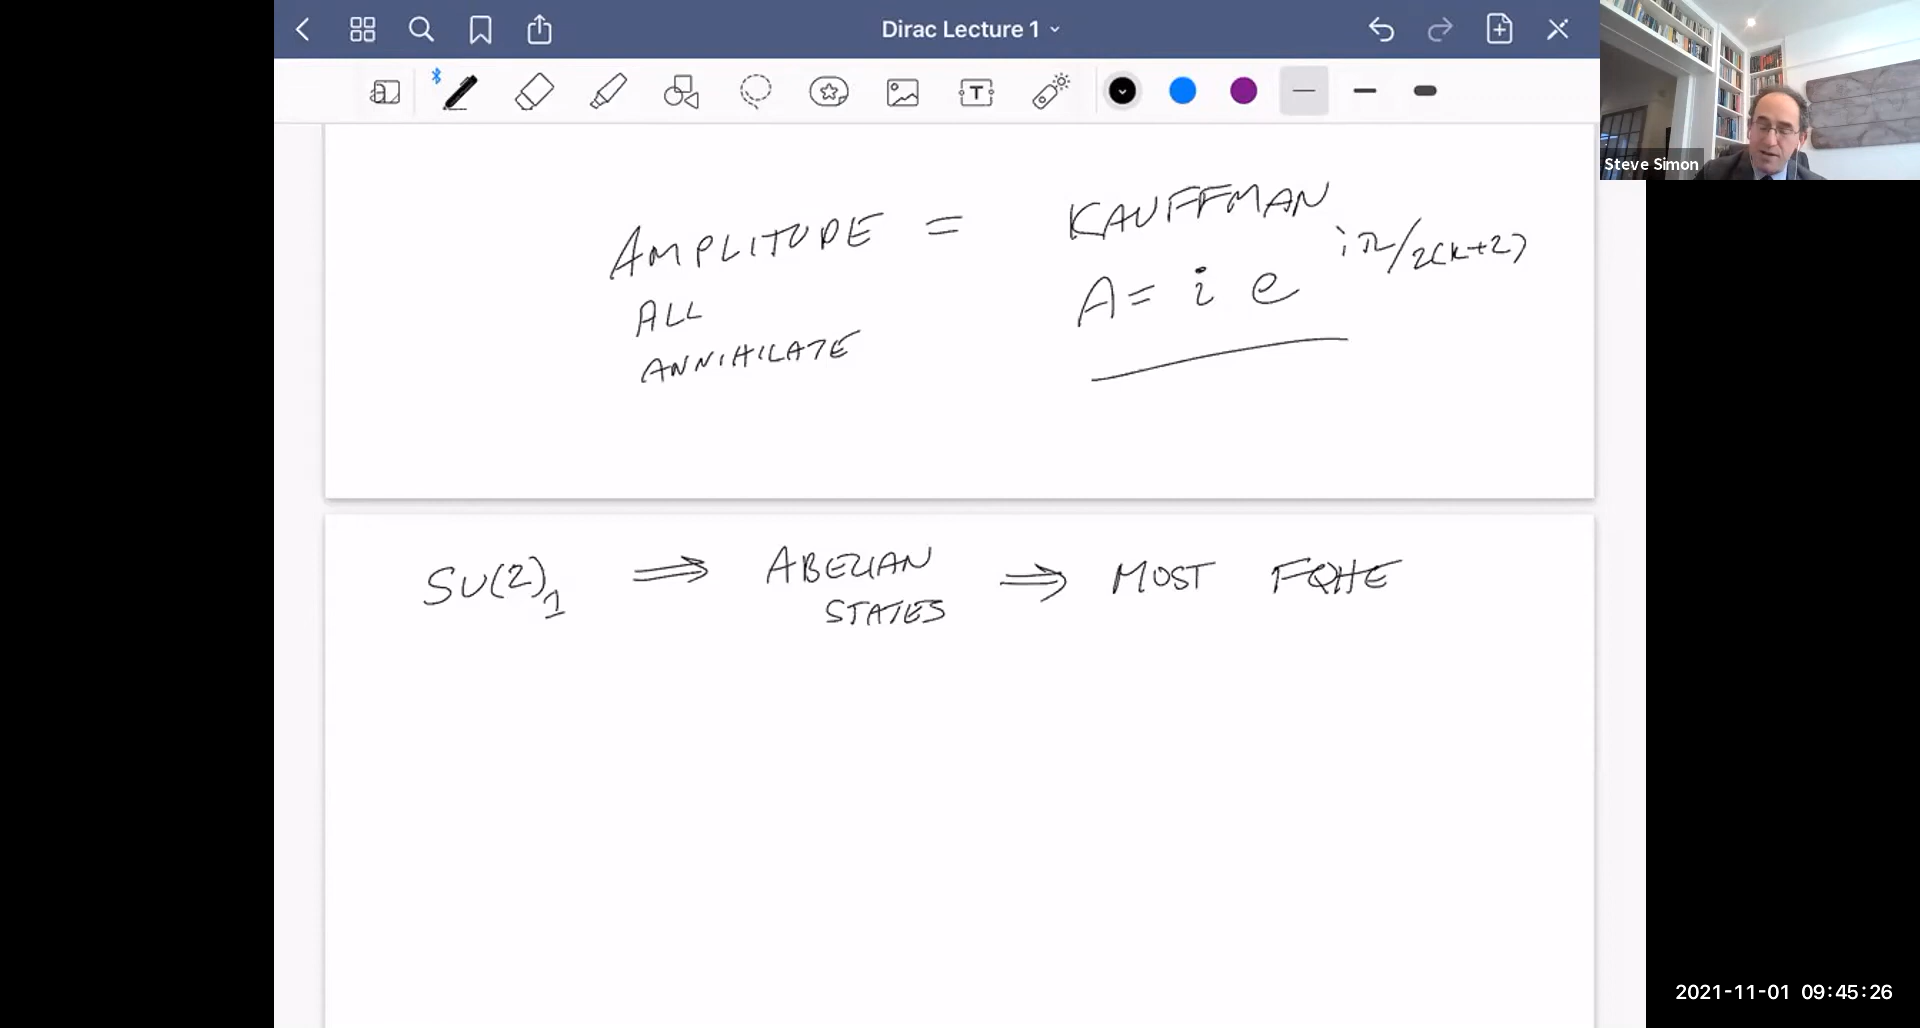 Dirac Lecture 1
Steve Simon
AMPLITUDE = KAUFFMAN
ALL A = i e^{iπ/2(k+2)}
ANNIHILATE
SU(2)₁ ⇒ ABELIAN ⇒ MOST FQHE
STATES
2021-11-01 09:45:26